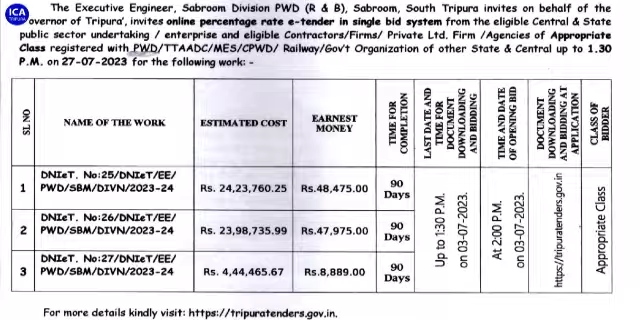 ICA
TRIPURA
The Executive Engineer, Sabroom Division PWD (R & B), Sabroom, South Tripura invites on behalf of the
overnor of Tripura', invites online percentage rate e-tender in single bid system from the eligible Central & State
public sector undertaking / enterprise and eligible Contractors/Firms/ Private Ltd. Firm /Agencies of Appropriate
Class registered with PWD/TTAADC/MES/CPWD/ Railway/Gov't Organization of other State & Central up to 1.30
P.M. on 27-07-2023 for the following work: -
SL NO
NAME OF THE WORK
ESTIMATED COST
EARNEST
MONEY
TIME FOR
COMPLETION
LAST DATE AND
TIME FOR
DOCUMENT
DOWNLOADING
AND BIDDING
TIME AND DATE
OF OPENING BID
DOCUMENT
DOWNLOADING
AND BIDDING AT
APPLICATION
CLASS OF
BIDDER
1
DNIeT. No:25/DNIeT/EE/
PWD/SBM/DIVN/2023-24
Rs. 24,23,760.25
Rs.48,475.00
90
Days
2
DNIeT. No:26/DNIeT/EE/
PWD/SBM/DIVN/2023-24
Rs. 23,98,735.99
Rs.47,975.00
90
Days
3
DNIeT. No:27/DNIeT/EE/
PWD/SBM/DIVN/2023-24
Rs. 4,44,465.67
Rs.8,889.00
90
Days
Up to 1:30 P.M.
on 03-07-2023.
At 2:00 P.M.
on 03-07-2023.
https://tripuratenders.gov.in
Appropriate Class
For more details kindly visit: https://tripuratenders.gov.in.